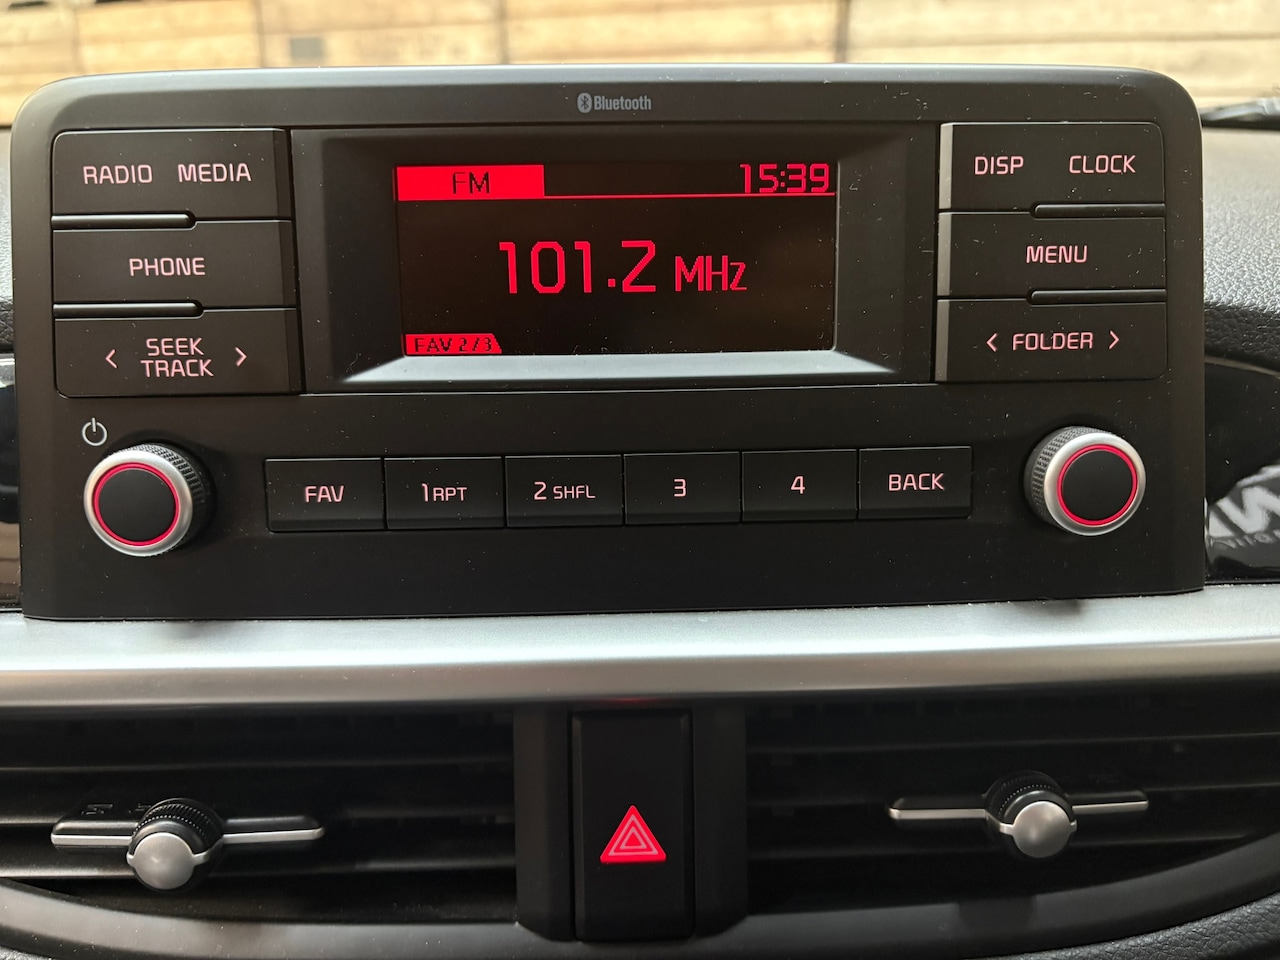 Bluetooth
RADIO MEDIA
PHONE
< SEEK TRACK >
FM 15:39
101.2 MHz
FAV 2/3
DISP CLOCK
MENU
< FOLDER >
FAV
1 RPT
2 SHFL
3
4
BACK